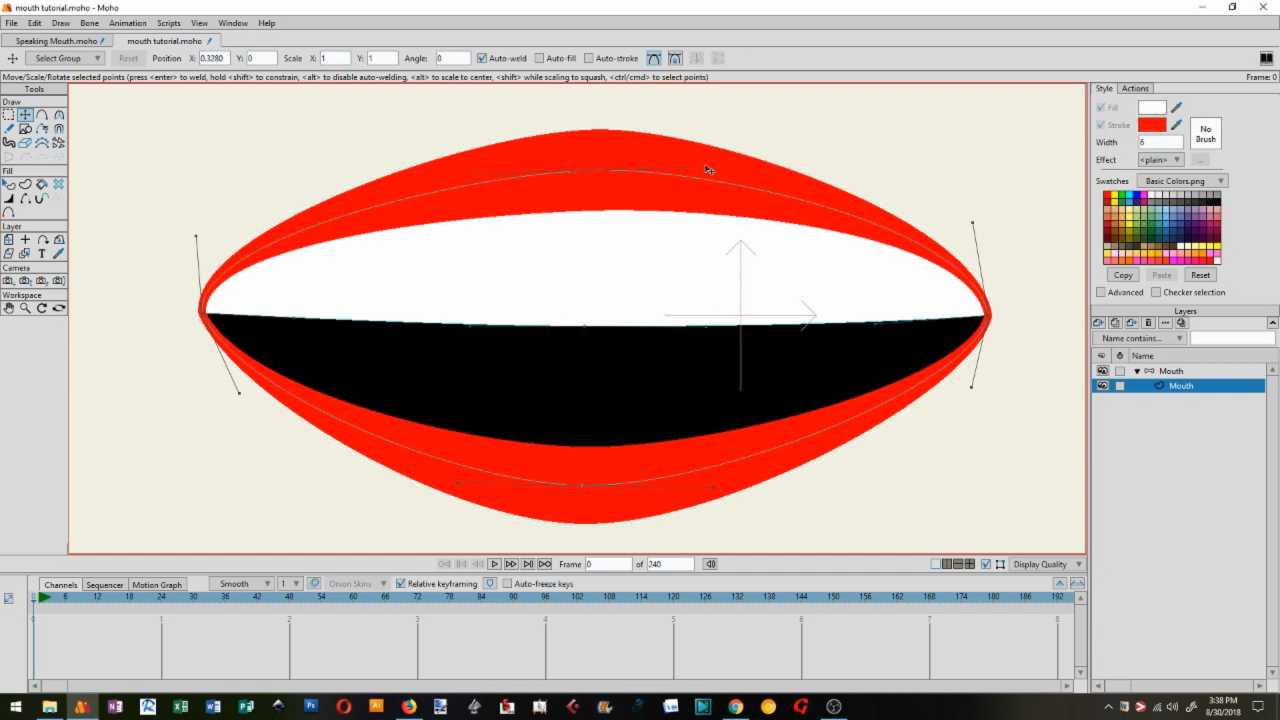 mouth tutorial.moho - Moho
File Edit Draw Bone Animation Scripts View Window Help
Speaking Mouth.moho mouth tutorial.moho
Select Group Reset Position X: 0.3280 Y: 0 Scale X: 1 Y: 1 Angle: 0 Auto-weld Auto-fill Auto-stroke
Move/Scale/Rotate selected points (press <enter> to weld, hold <shift> to constrain, <alt> to disable auto-welding, <alt> to scale to center, <shift> while scaling to squash, <ctrl/cmd> to select points) Frame: 0
Tools
Draw
Fill
Layer
Camera
Workspace
Style Actions
Fill
Stroke
Width 6
No Brush
Effect <plain> ...
Swatches Basic Colors.png
Copy Paste Reset
Advanced Checker selection
Layers
Name contains...
Name
Mouth
Mouth
Frame 0 of 240 Display Quality
Channels Sequencer Motion Graph Smooth 1 Onion Skins Relative keyframing Auto-freeze keys
0 6 12 18 24 30 36 42 48 54 60 66 72 78 84 90 96 102 108 114 120 126 132 138 144 150 156 162 168 174 180 186 192
0 1 2 3 4 5 6 7 8
3:38 PM
8/30/2018